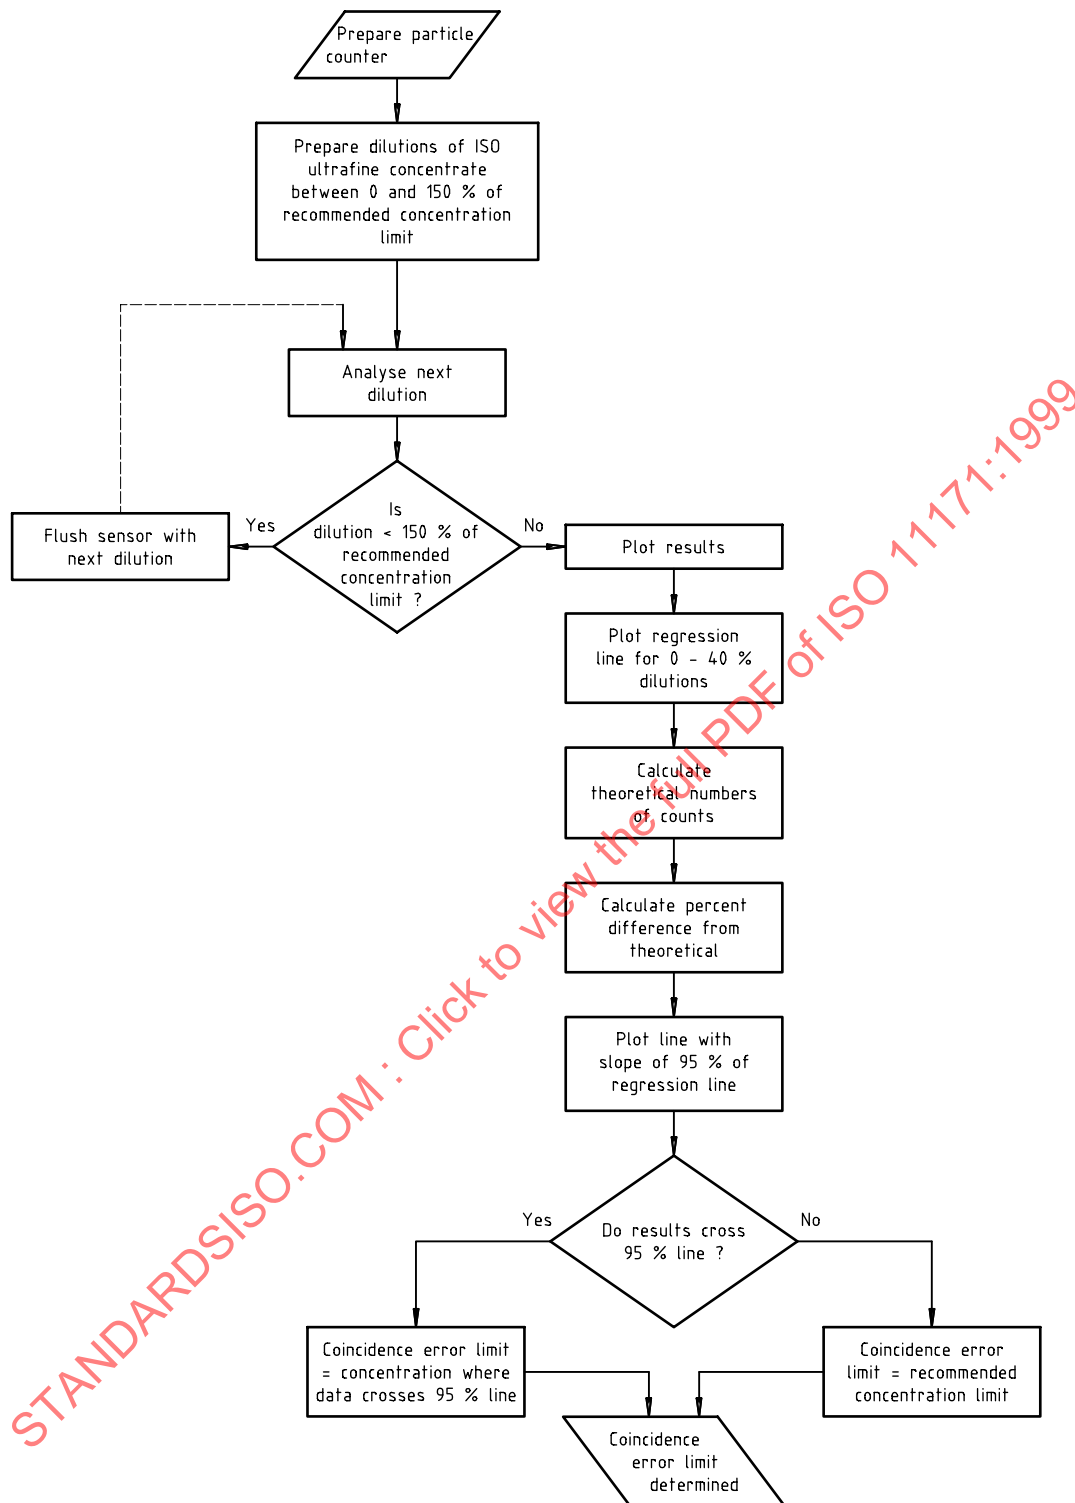 Prepare particle
counter
Prepare dilutions of ISO
ultrafine concentrate
between 0 and 150 % of
recommended concentration
limit
Analyse next
dilution
Is
dilution < 150 % of
recommended
concentration
limit ?
Yes
No
Flush sensor with
next dilution
Plot results
Plot regression
line for 0 - 40 %
dilutions
Calculate
theoretical numbers
of counts
Calculate percent
difference from
theoretical
Plot line with
slope of 95 % of
regression line
Do results cross
95 % line ?
Yes
No
Coincidence error limit
= concentration where
data crosses 95 % line
Coincidence error
limit = recommended
concentration limit
Coincidence
error limit
determined
STANDARDSISO.COM : Click to view the full PDF of ISO 11171:1999